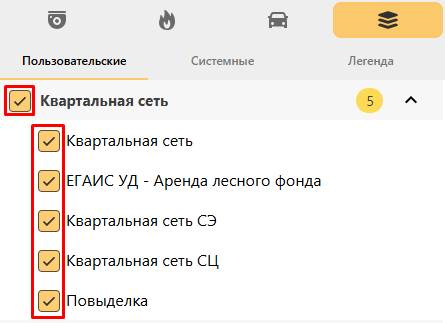 Пользовательские Системные Легенда
Квартальная сеть 5
Квартальная сеть
ЕГАИС УД - Аренда лесного фонда
Квартальная сеть СЭ
Квартальная сеть СЦ
Повыделка